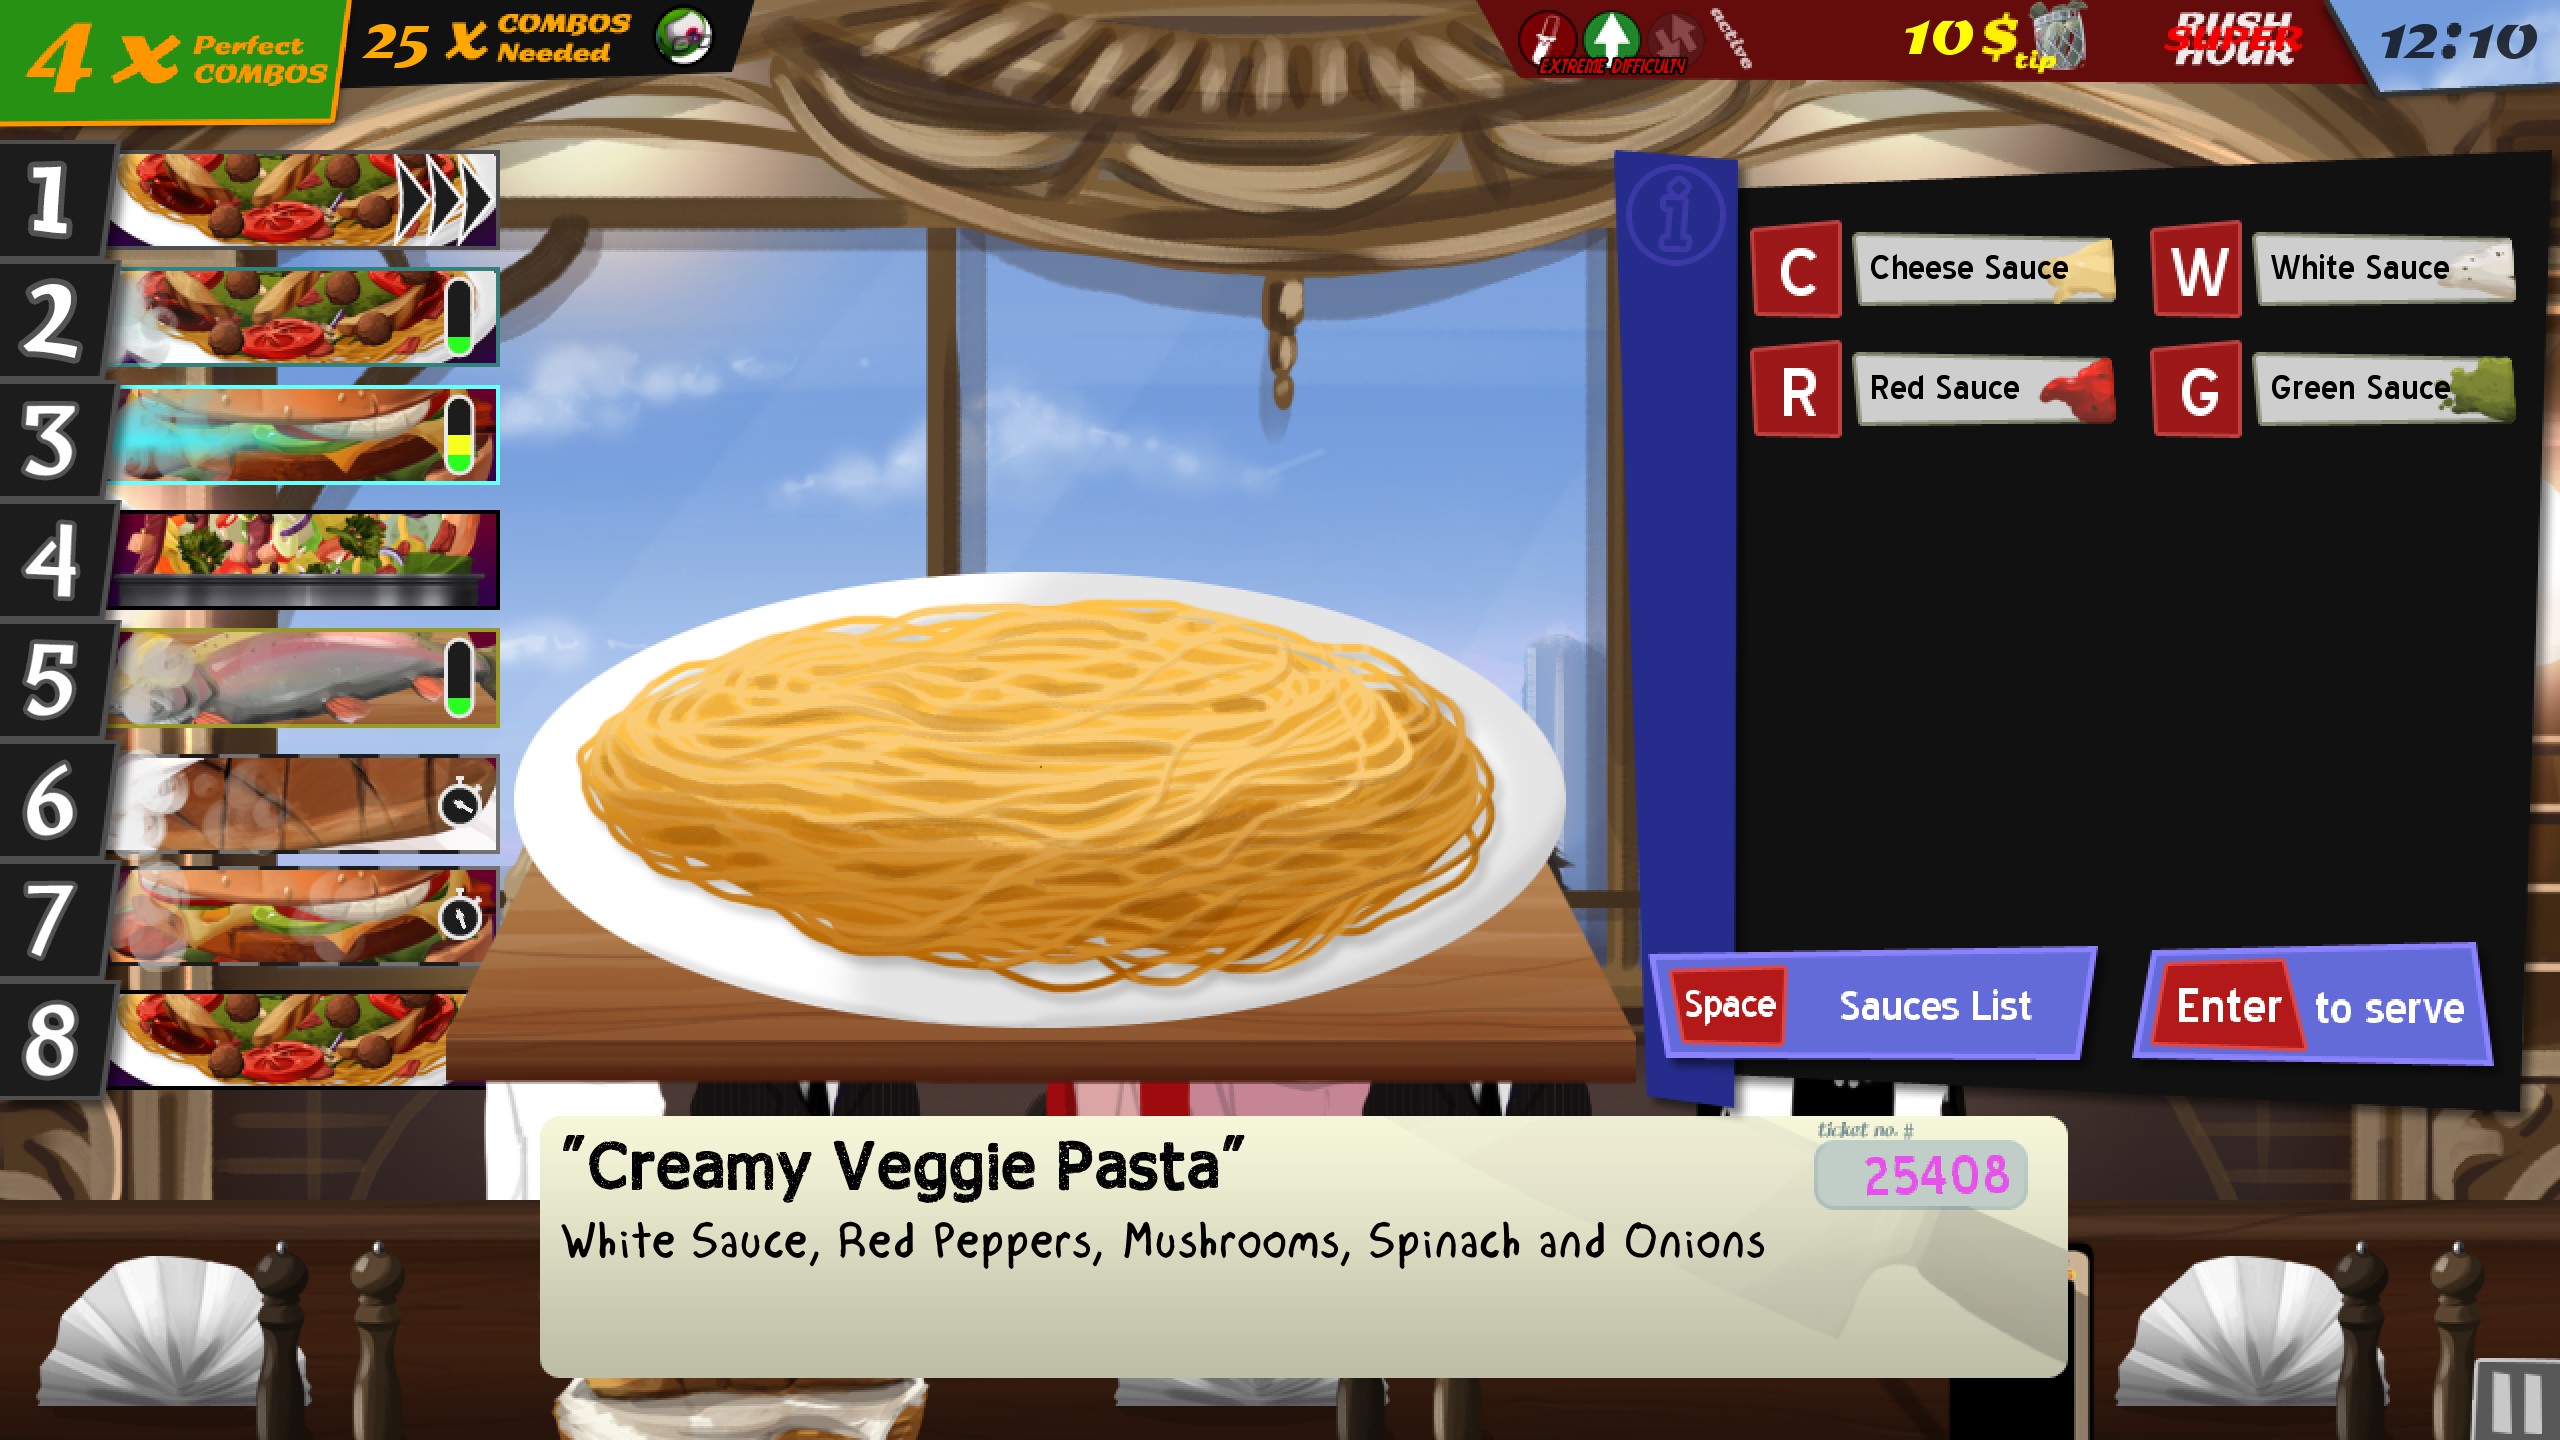 4 x Perfect COMBOS
25 x COMBOS Needed
EXTREME DIFFICULTY
active
10 $ tip
RUSH
SUPER
HOUR
12:10
1
2
3
4
5
6
7
8
C Cheese Sauce
W White Sauce
R Red Sauce
G Green Sauce
Space Sauces List
Enter to serve
"Creamy Veggie Pasta"
ticket no. #
25408
White Sauce, Red Peppers, Mushrooms, Spinach and Onions